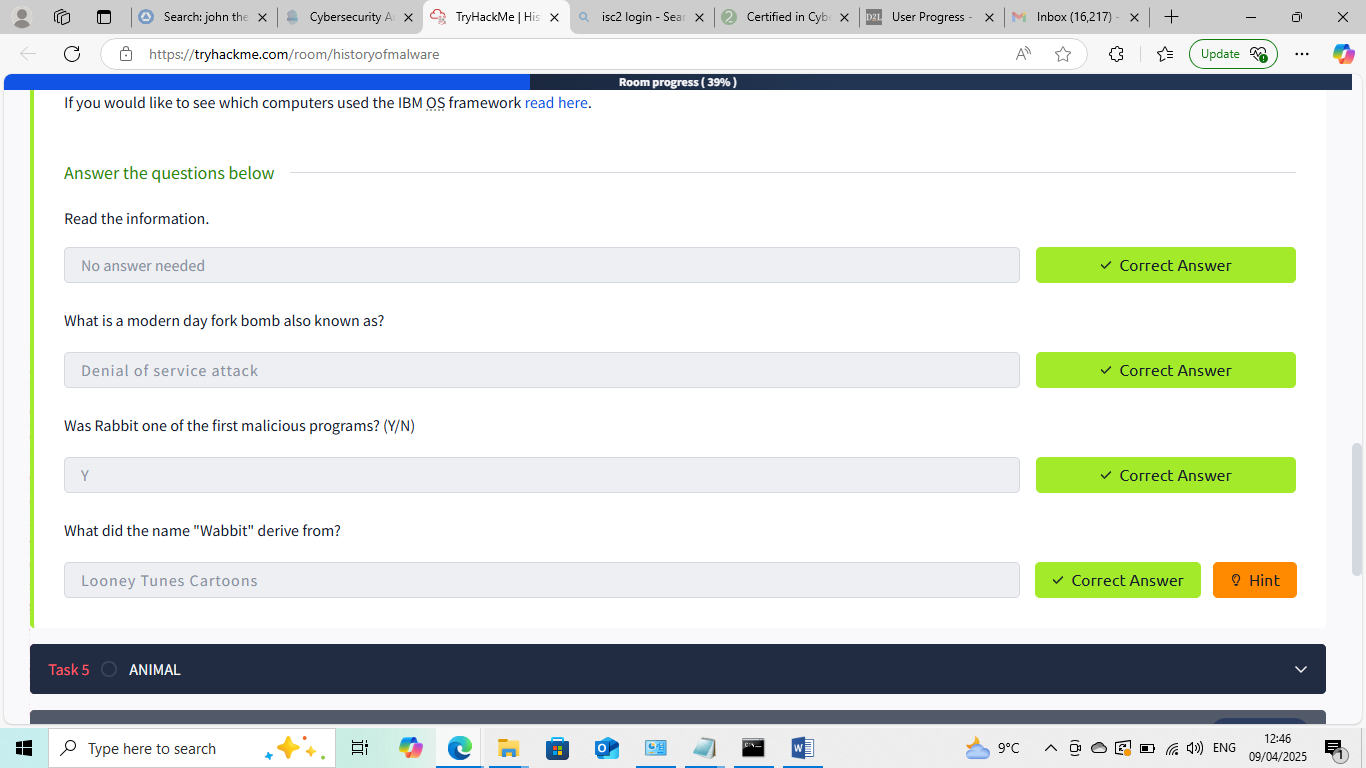 Search: john the
Cybersecurity A
TryHackMe | His
isc2 login - Sear
Certified in Cybe
User Progress -
Inbox (16,217) -
https://tryhackme.com/room/historyofmalware
Update
Room progress ( 39% )
If you would like to see which computers used the IBM OS framework read here.
Answer the questions below
Read the information.
No answer needed
Correct Answer
What is a modern day fork bomb also known as?
Denial of service attack
Correct Answer
Was Rabbit one of the first malicious programs? (Y/N)
Y
Correct Answer
What did the name "Wabbit" derive from?
Looney Tunes Cartoons
Correct Answer
Hint
Task 5
ANIMAL
Type here to search
9°C
ENG
12:46
09/04/2025
1